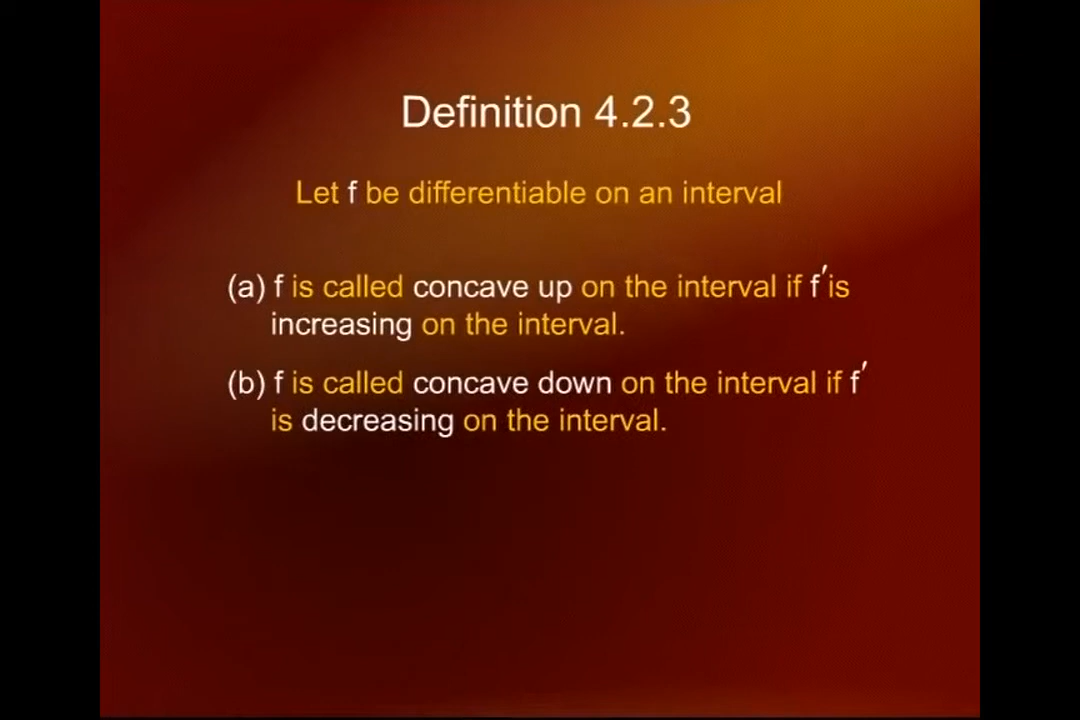 Definition 4.2.3
Let f be differentiable on an interval
(a) f is called concave up on the interval if f′ is
increasing on the interval.
(b) f is called concave down on the interval if f′
is decreasing on the interval.